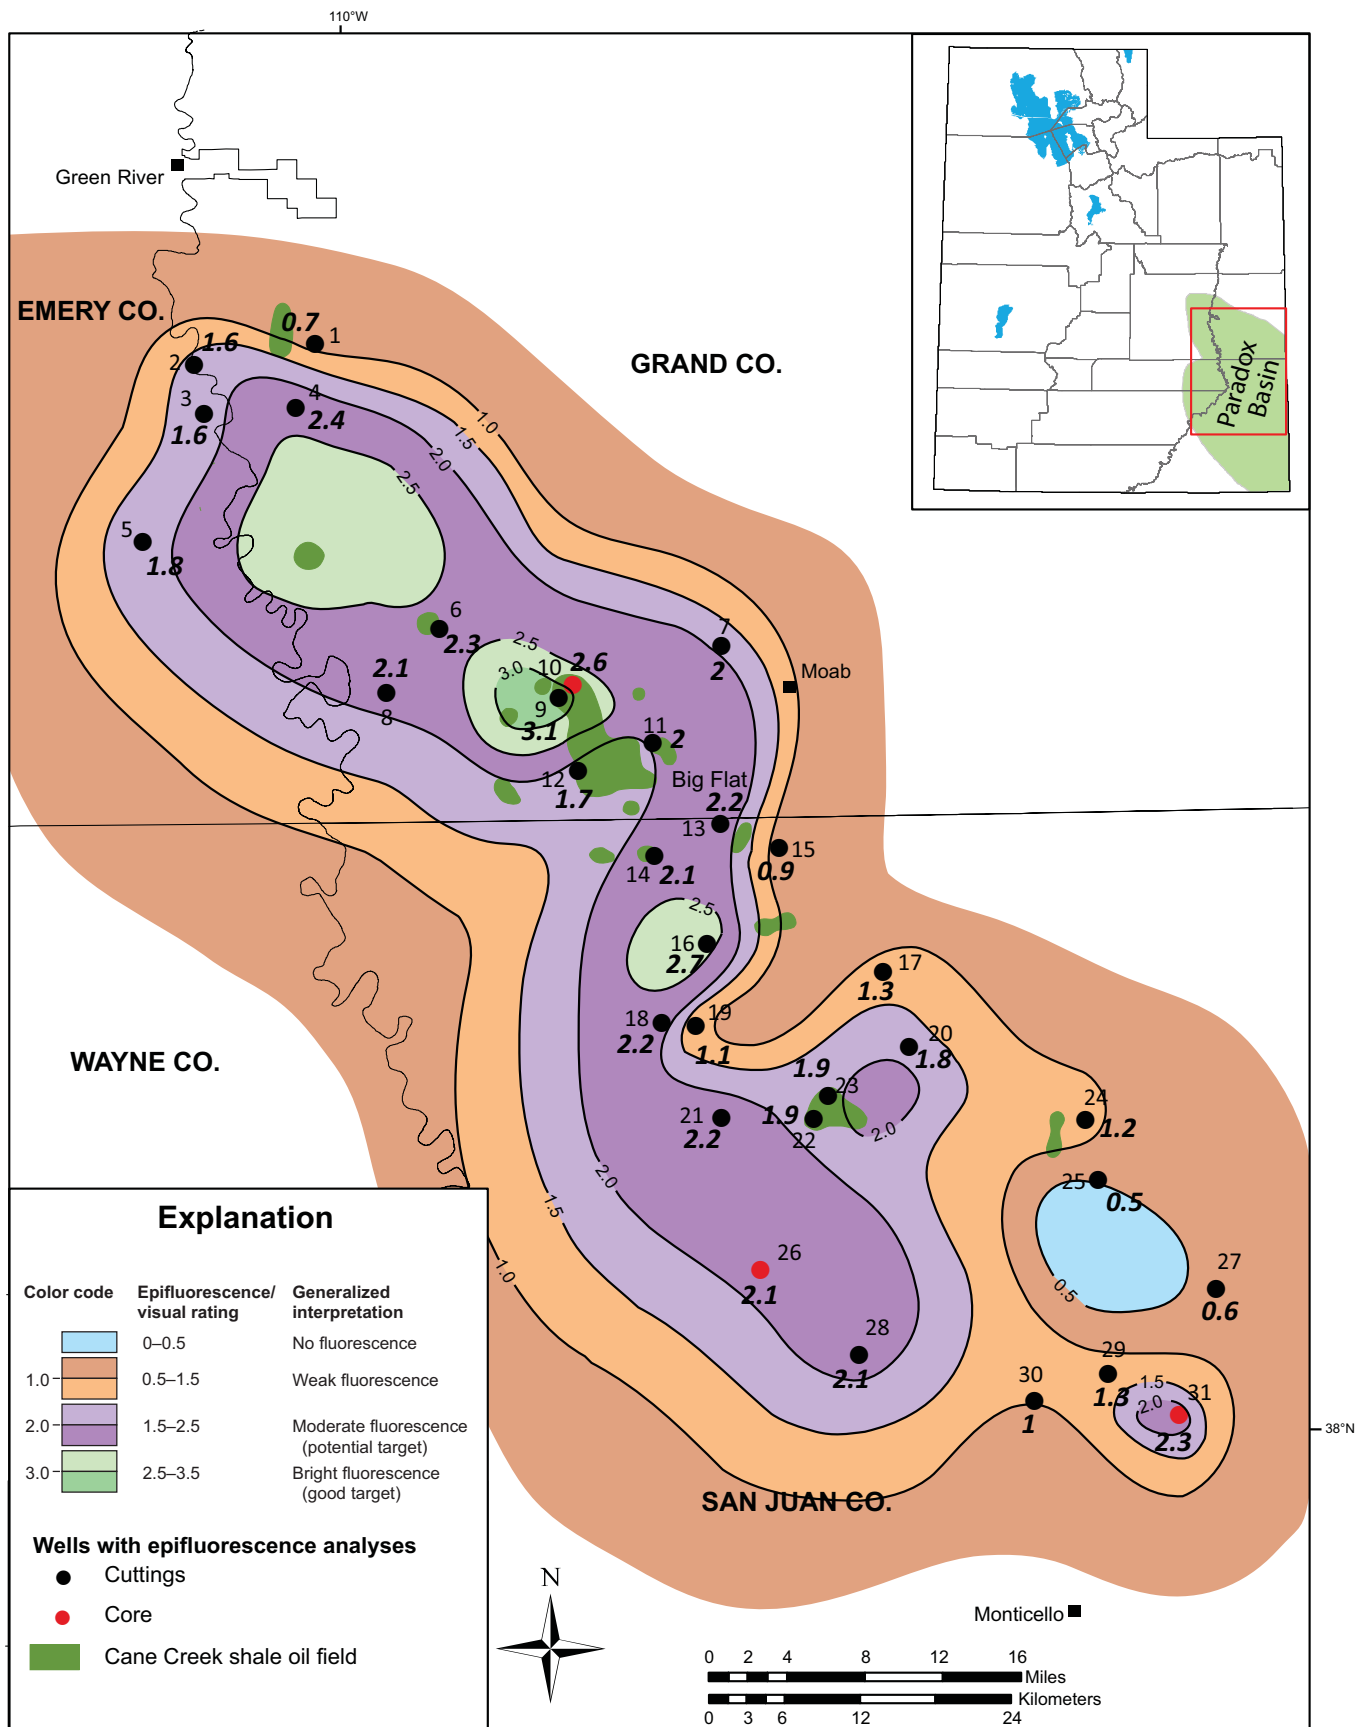 110°W
Green River
EMERY CO.
GRAND CO.
Paradox
Basin
0.7
1
1.0
1.6
2
1.5
3
1.6
4
2.4
2.0
2.5
5
1.8
6
2.3
7
2
Moab
2.5
3.0
10
2.6
2.1
8
9
3.1
11
2
12
1.7
Big Flat
2.2
13
14
2.1
15
0.9
2.5
16
2.7
17
1.3
18
2.2
19
1.1
20
1.8
WAYNE CO.
1.9
23
1.9
22
2.0
21
2.2
24
1.2
25
0.5
2.0
1.5
1.0
26
2.1
0.5
27
0.6
28
2.1
29
1.3
30
1
1.5
2.0
31
2.3
38°N
SAN JUAN CO.
Explanation
Color code
Epifluorescence/
visual rating
Generalized
interpretation
0–0.5
No fluorescence
1.0
0.5–1.5
Weak fluorescence
2.0
1.5–2.5
Moderate fluorescence
(potential target)
3.0
2.5–3.5
Bright fluorescence
(good target)
Wells with epifluorescence analyses
Cuttings
Core
Cane Creek shale oil field
N
Monticello
0 2 4 8 12 16
Miles
Kilometers
0 3 6 12 24